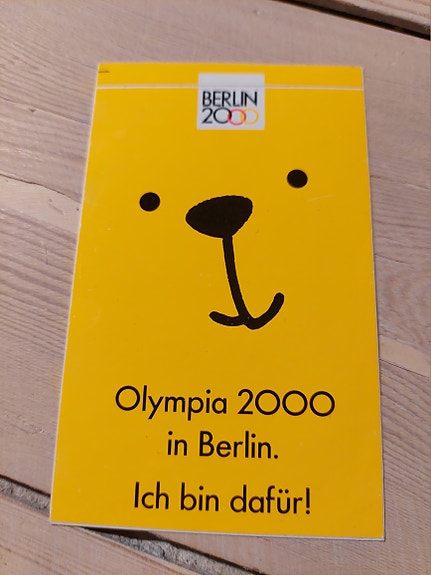 BERLIN
2000
Olympia 2000
in Berlin.
Ich bin dafür!